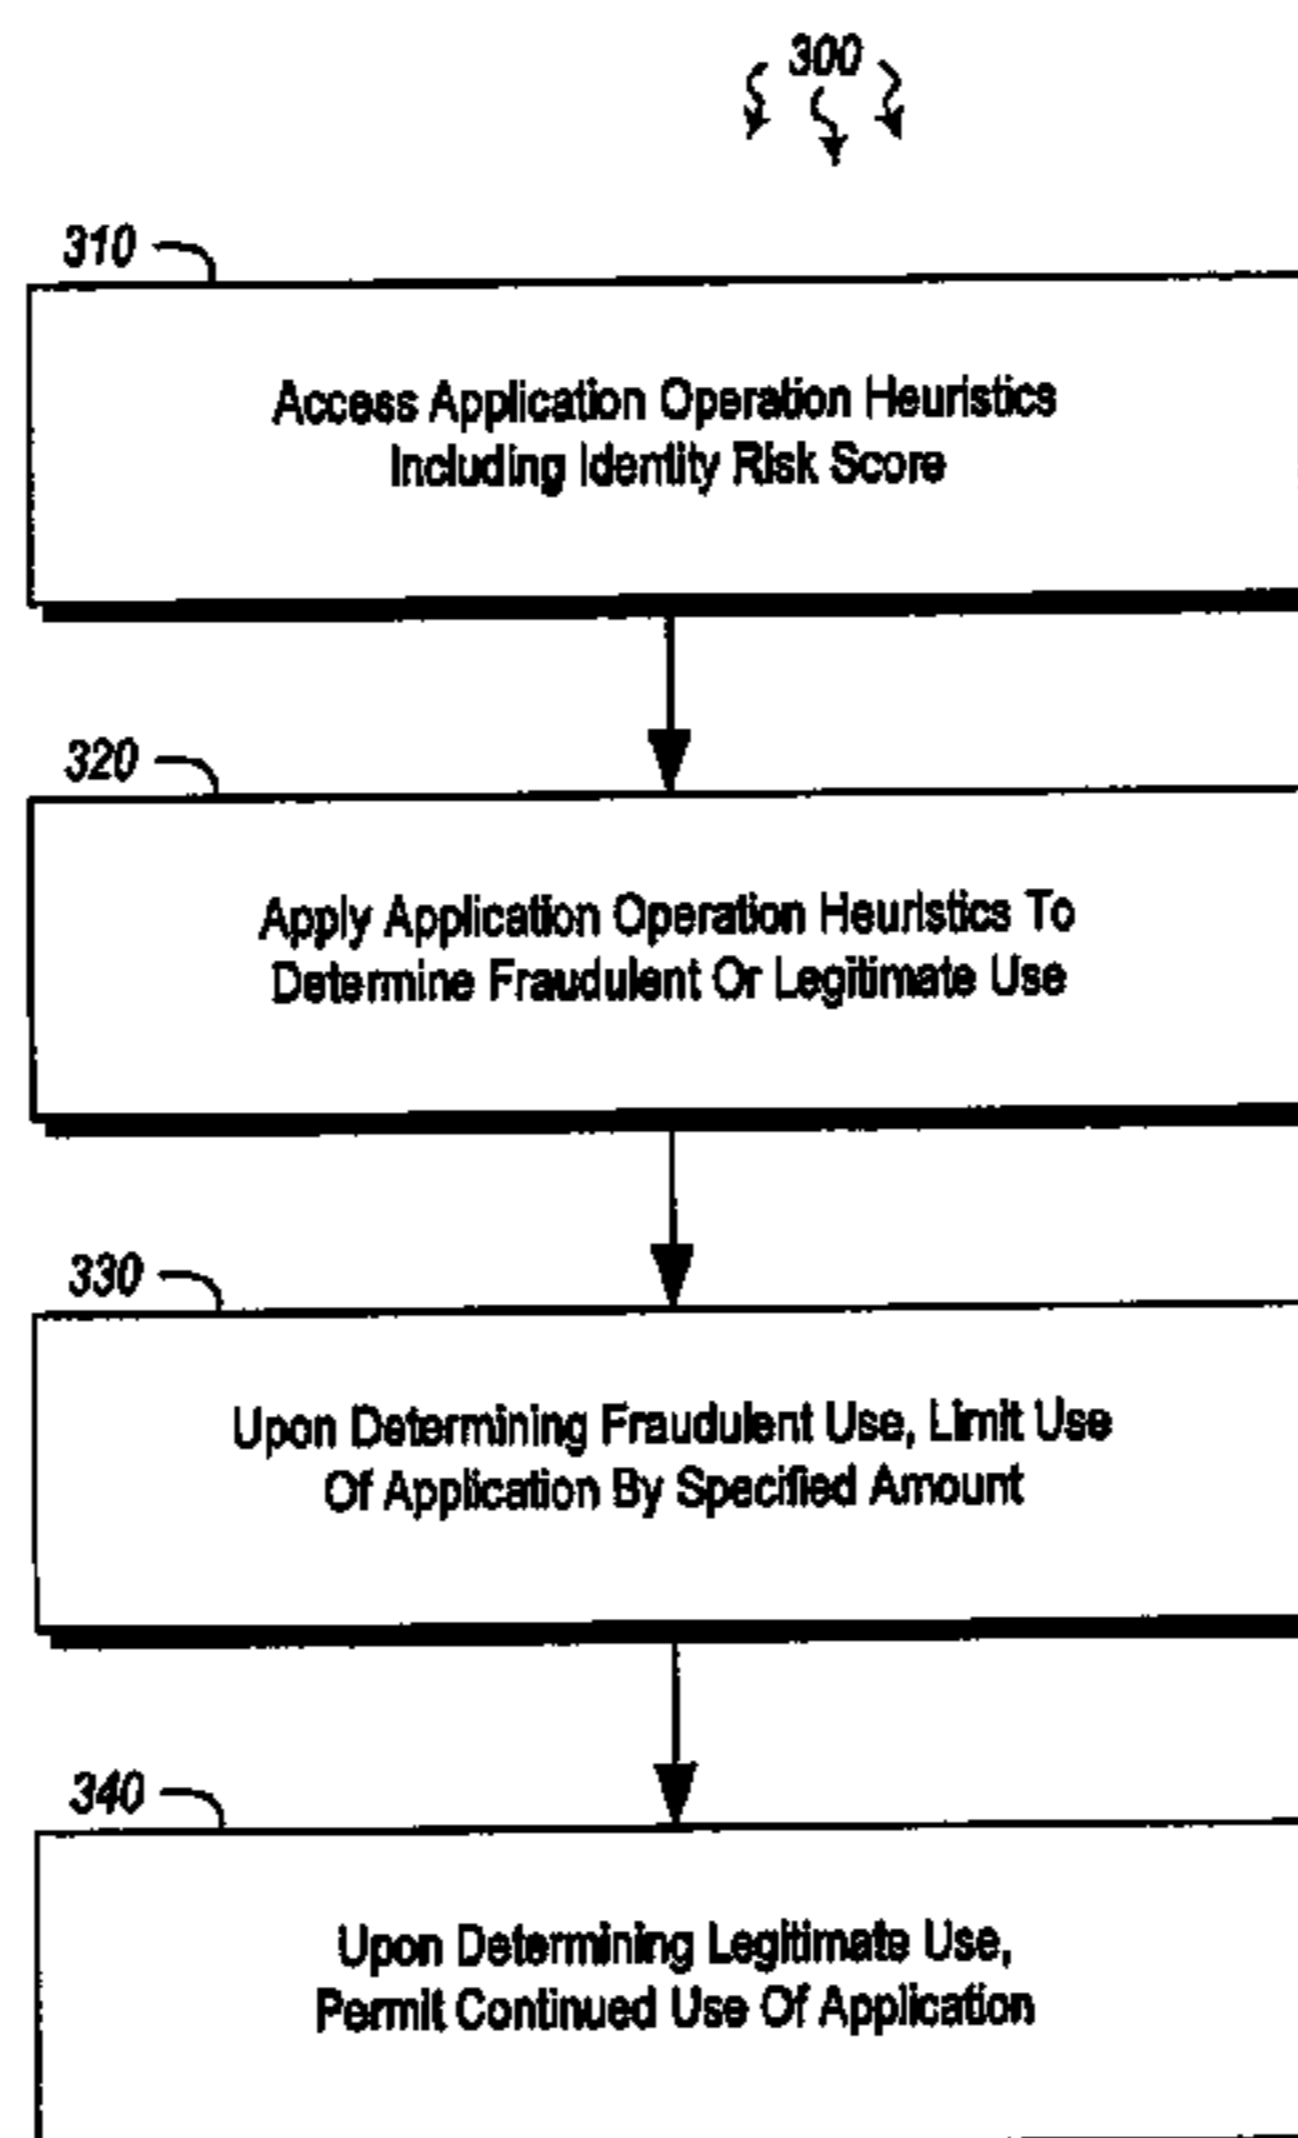 300
310
Access Application Operation Heuristics
Including Identity Risk Score
320
Apply Application Operation Heuristics To
Determine Fraudulent Or Legitimate Use
330
Upon Determining Fraudulent Use, Limit Use
Of Application By Specified Amount
340
Upon Determining Legitimate Use,
Permit Continued Use Of Application